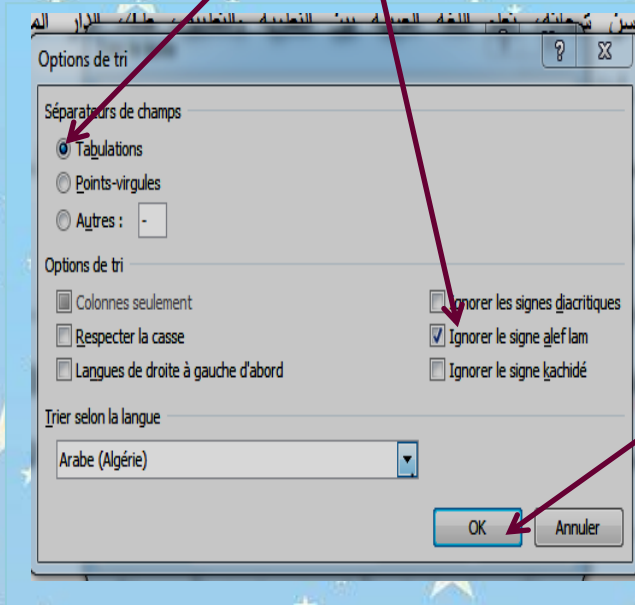 Options de tri
Séparateurs de champs
Tabulations
Points-virgules
Autres : -
Options de tri
Colonnes seulement
Ignorer les signes diacritiques
Respecter la casse
Ignorer le signe alef lam
Langues de droite à gauche d'abord
Ignorer le signe kachidé
Trier selon la langue
Arabe (Algérie)
OK Annuler